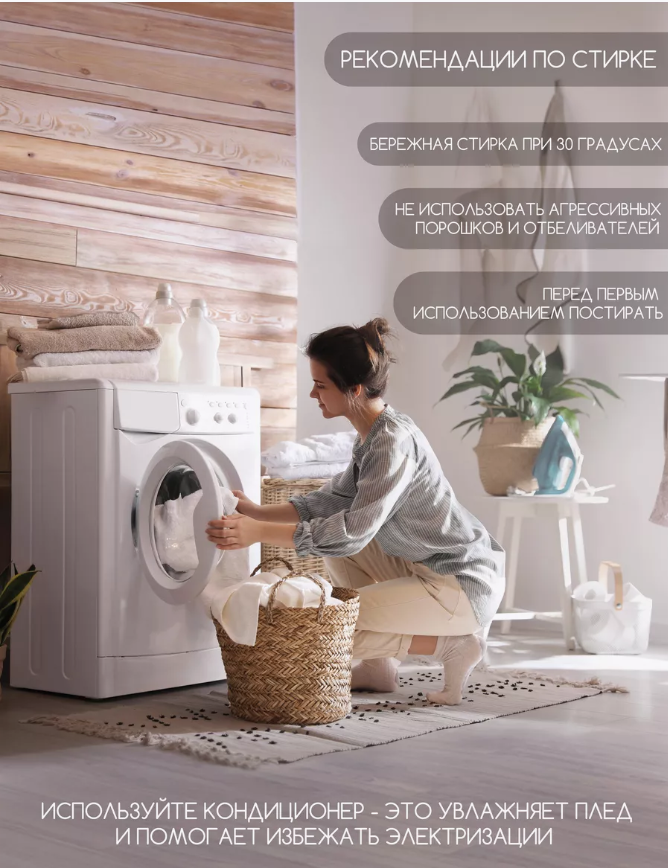 РЕКОМЕНДАЦИИ ПО СТИРКЕ
БЕРЕЖНАЯ СТИРКА ПРИ 30 ГРАДУСАХ
НЕ ИСПОЛЬЗОВАТЬ АГРЕССИВНЫХ
ПОРОШКОВ И ОТБЕЛИВАТЕЛЕЙ
ПЕРЕД ПЕРВЫМ
ИСПОЛЬЗОВАНИЕМ ПОСТИРАТЬ
ИСПОЛЬЗУЙТЕ КОНДИЦИОНЕР - ЭТО УВЛАЖНЯЕТ ПЛЕД
И ПОМОГАЕТ ИЗБЕЖАТЬ ЭЛЕКТРИЗАЦИИ